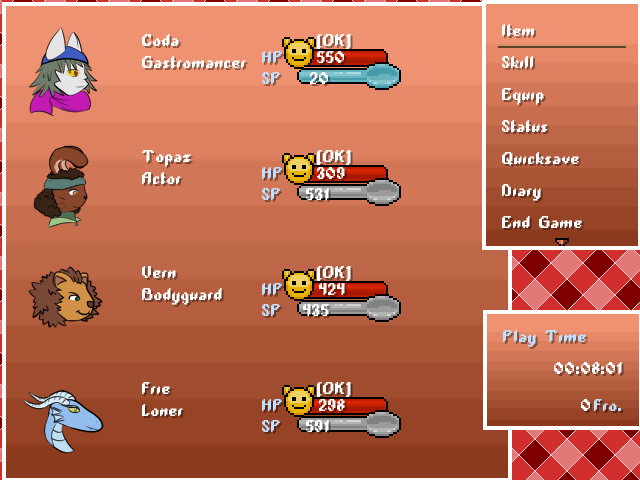 Coda
Gastromancer
[OK]
HP 550
SP 20
Topaz
Actor
[OK]
HP 309
SP 531
Vern
Bodyguard
[OK]
HP 424
SP 435
Frie
Loner
[OK]
HP 298
SP 591
Item
Skill
Equip
Status
Quicksave
Diary
End Game
Play Time
00:08:01
0 Fro.